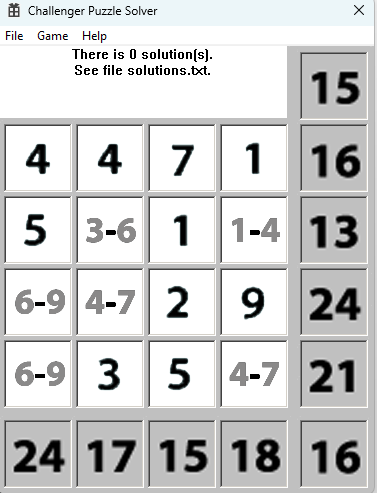 Challenger Puzzle Solver
File Game Help
There is 0 solution(s).
See file solutions.txt.
15
4 4 7 1 16
5 3-6 1 1-4 13
6-9 4-7 2 9 24
6-9 3 5 4-7 21
24 17 15 18 16